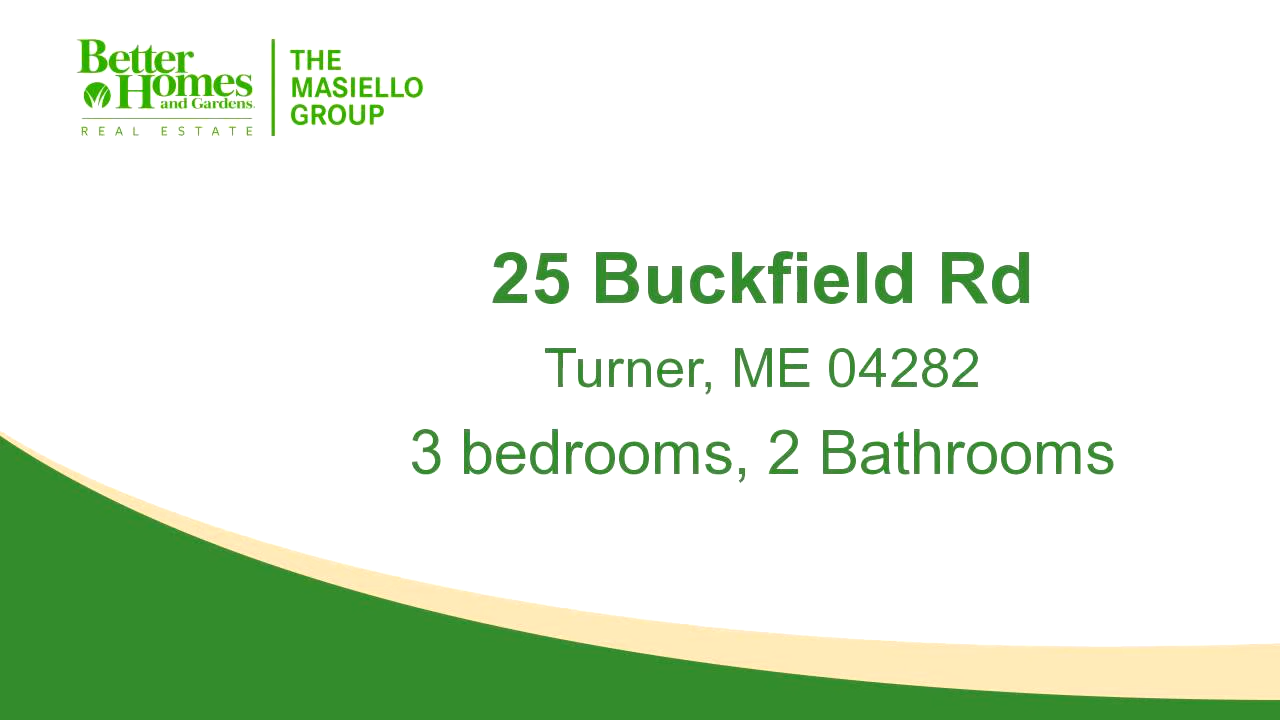 Better
Homes
and Gardens.
REAL ESTATE
THE
MASIELLO
GROUP
25 Buckfield Rd
Turner, ME 04282
3 bedrooms, 2 Bathrooms